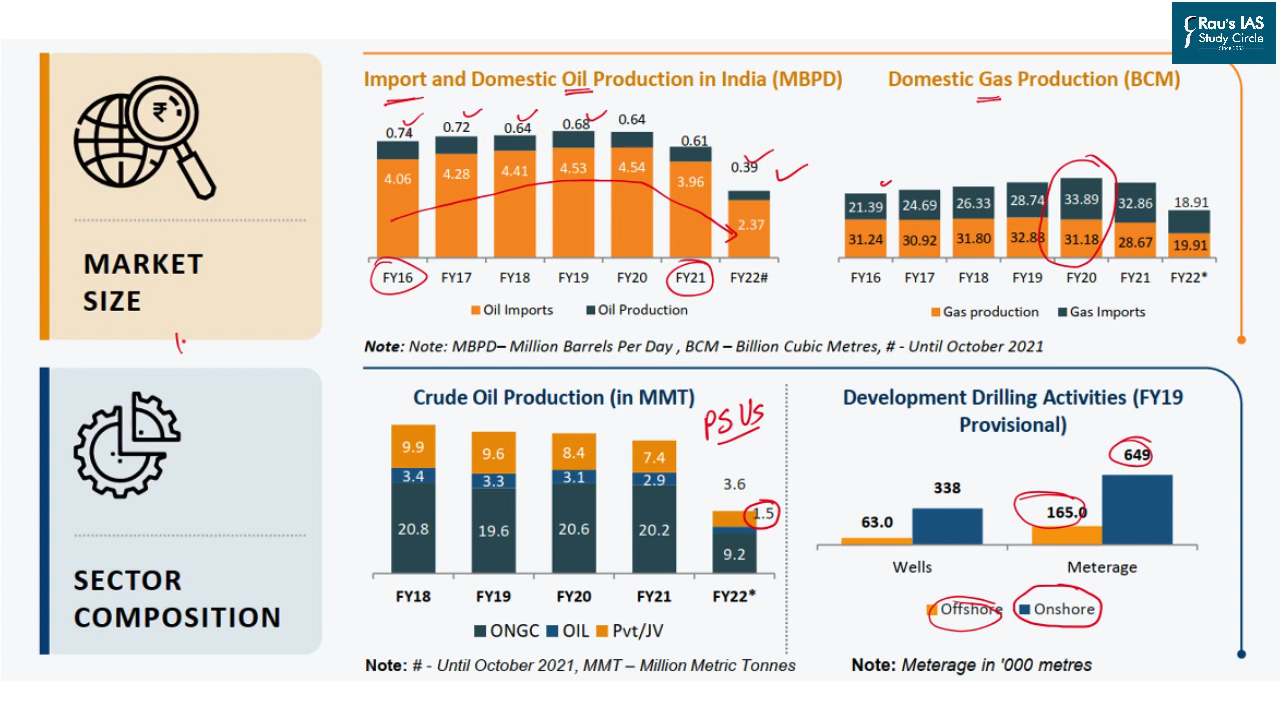 Rau's IAS
Study Circle
Since 1953
Import and Domestic Oil Production in India (MBPD)
0.74 0.72 0.64 0.68 0.64 0.61 0.39
4.06 4.28 4.41 4.53 4.54 3.96 2.37
FY16 FY17 FY18 FY19 FY20 FY21 FY22#
Oil Imports Oil Production
Domestic Gas Production (BCM)
21.39 24.69 26.33 28.74 33.89 32.86 18.91
31.24 30.92 31.80 32.88 31.18 28.67 19.91
FY16 FY17 FY18 FY19 FY20 FY21 FY22*
Gas production Gas Imports
MARKET
SIZE
Note: Note: MBPD– Million Barrels Per Day , BCM – Billion Cubic Metres, # - Until October 2021
Crude Oil Production (in MMT)
PSUs
9.9 9.6 8.4 7.4 3.6
3.4 3.3 3.1 2.9 1.5
20.8 19.6 20.6 20.2 9.2
FY18 FY19 FY20 FY21 FY22*
ONGC OIL Pvt/JV
Development Drilling Activities (FY19
Provisional)
63.0 338 165.0 649
Wells Meterage
Offshore Onshore
SECTOR
COMPOSITION
Note: # - Until October 2021, MMT – Million Metric Tonnes
Note: Meterage in '000 metres